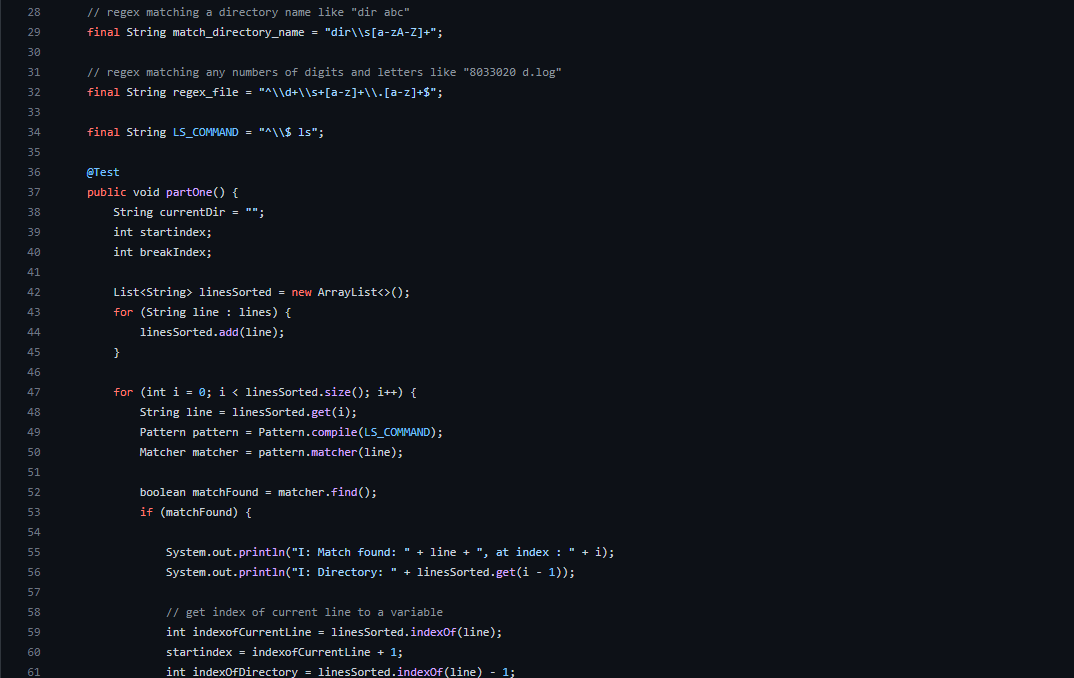 28 // regex matching a directory name like "dir abc"
29 final String match_directory_name = "dir\\s[a-zA-Z]+";
30
31 // regex matching any numbers of digits and letters like "8033020 d.log"
32 final String regex_file = "^\\d+\\s+[a-z]+\\.[a-z]+$";
33
34 final String LS_COMMAND = "^\\$ ls";
35
36 @Test
37 public void partOne() {
38 String currentDir = "";
39 int startindex;
40 int breakIndex;
41
42 List<String> linesSorted = new ArrayList<>();
43 for (String line : lines) {
44 linesSorted.add(line);
45 }
46
47 for (int i = 0; i < linesSorted.size(); i++) {
48 String line = linesSorted.get(i);
49 Pattern pattern = Pattern.compile(LS_COMMAND);
50 Matcher matcher = pattern.matcher(line);
51
52 boolean matchFound = matcher.find();
53 if (matchFound) {
54
55 System.out.println("I: Match found: " + line + ", at index : " + i);
56 System.out.println("I: Directory: " + linesSorted.get(i - 1));
57
58 // get index of current line to a variable
59 int indexofCurrentLine = linesSorted.indexOf(line);
60 startindex = indexofCurrentLine + 1;
61 int indexOfDirectory = linesSorted.indexOf(line) - 1;